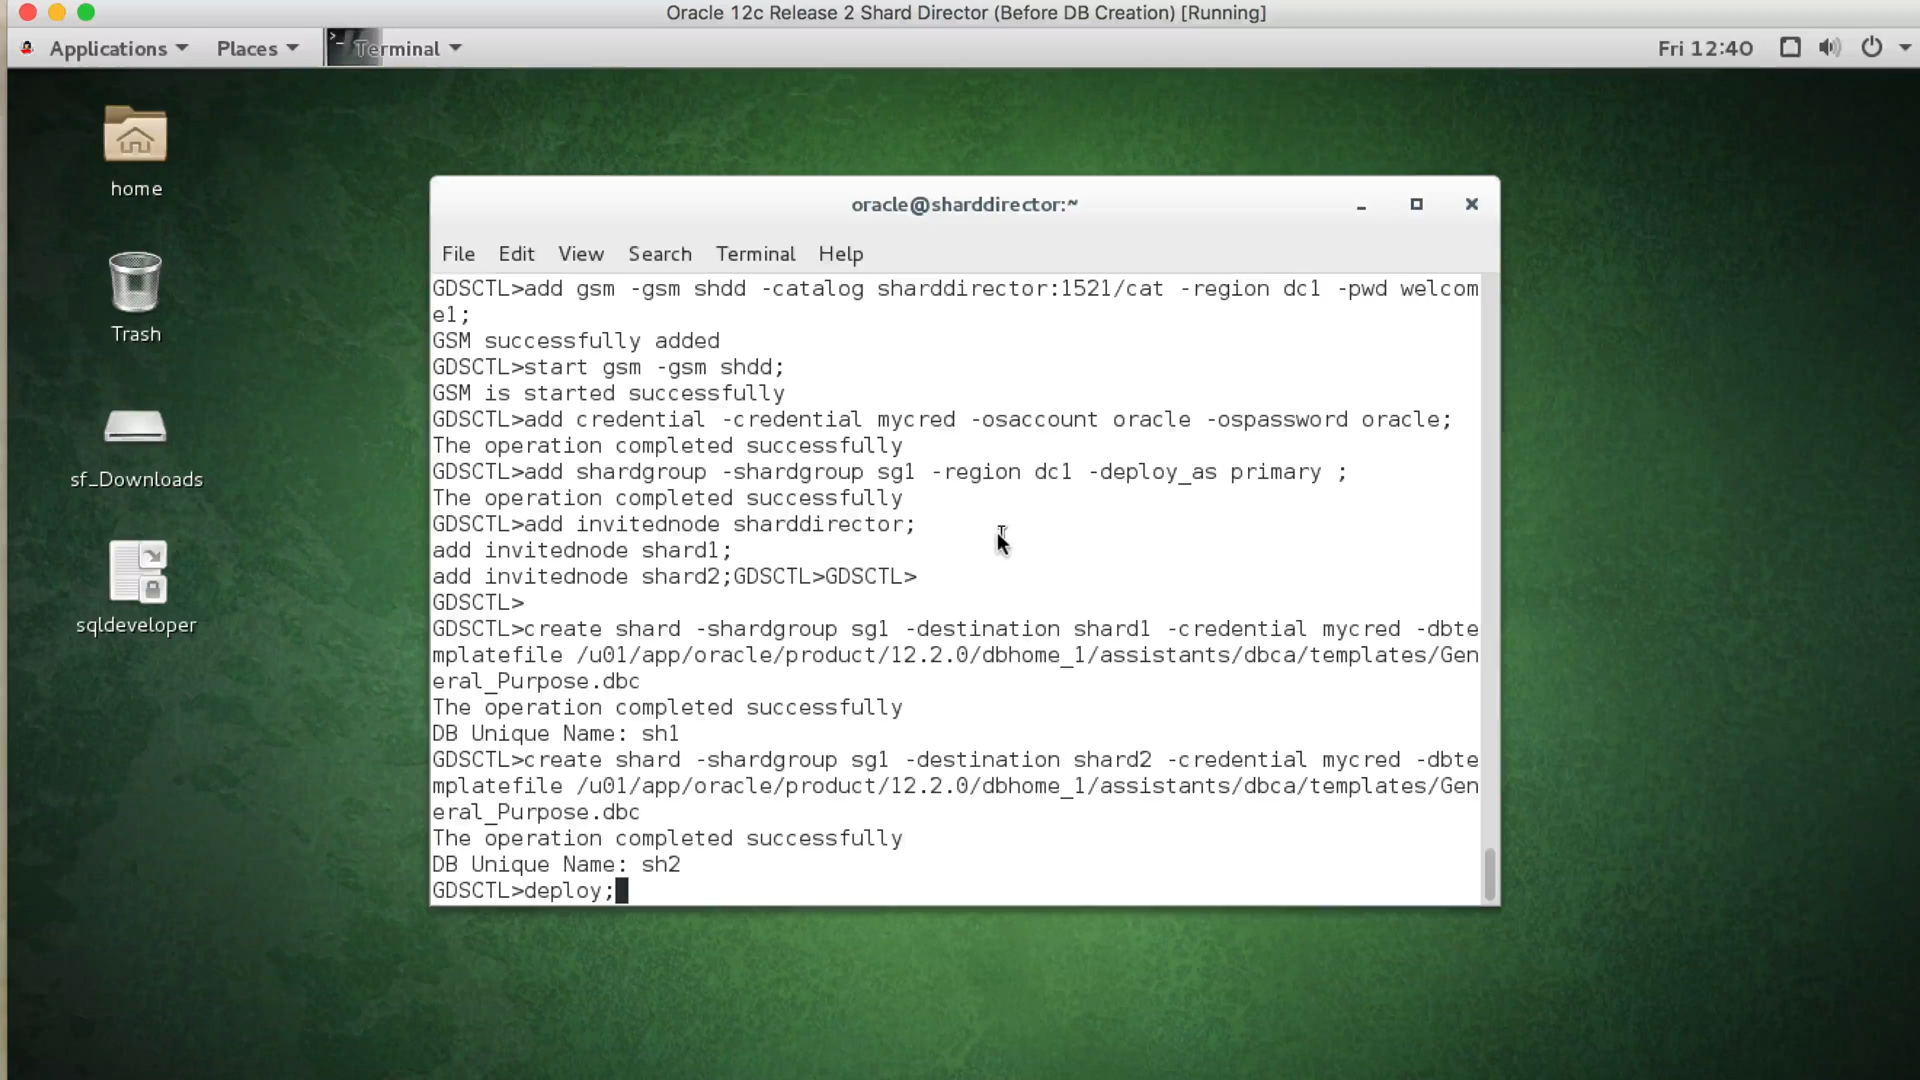 Oracle 12c Release 2 Shard Director (Before DB Creation) [Running]
Applications Places Terminal Fri 12:40
home
Trash
sf_Downloads
sqldeveloper
oracle@sharddirector:~
File Edit View Search Terminal Help
GDSCTL>add gsm -gsm shdd -catalog sharddirector:1521/cat -region dc1 -pwd welcom
e1;
GSM successfully added
GDSCTL>start gsm -gsm shdd;
GSM is started successfully
GDSCTL>add credential -credential mycred -osaccount oracle -ospassword oracle;
The operation completed successfully
GDSCTL>add shardgroup -shardgroup sg1 -region dc1 -deploy_as primary ;
The operation completed successfully
GDSCTL>add invitednode sharddirector;
add invitednode shard1;
add invitednode shard2;GDSCTL>GDSCTL>
GDSCTL>
GDSCTL>create shard -shardgroup sg1 -destination shard1 -credential mycred -dbte
mplatefile /u01/app/oracle/product/12.2.0/dbhome_1/assistants/dbca/templates/Gen
eral_Purpose.dbc
The operation completed successfully
DB Unique Name: sh1
GDSCTL>create shard -shardgroup sg1 -destination shard2 -credential mycred -dbte
mplatefile /u01/app/oracle/product/12.2.0/dbhome_1/assistants/dbca/templates/Gen
eral_Purpose.dbc
The operation completed successfully
DB Unique Name: sh2
GDSCTL>deploy;